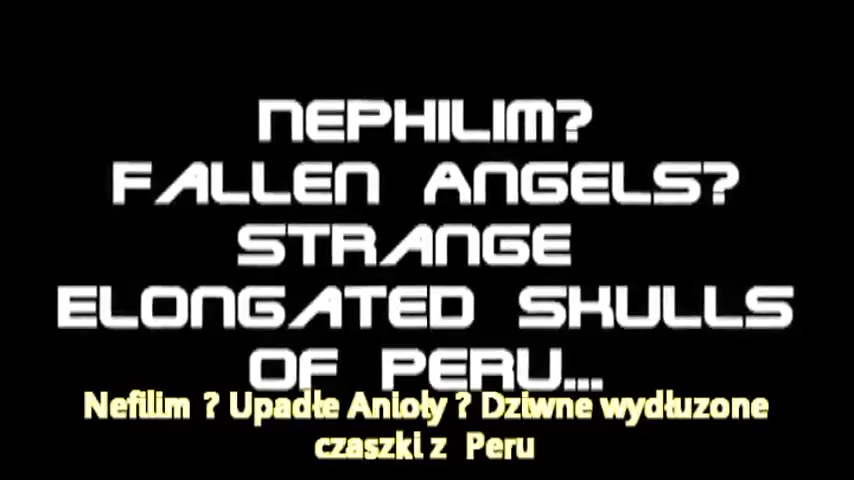 NEPHILIM?
FALLEN ANGELS?
STRANGE
ELONGATED SKULLS
OF PERU...
Nefilim ? Upadłe Anioły ? Dziwne wydłuzone
czaszki z Peru